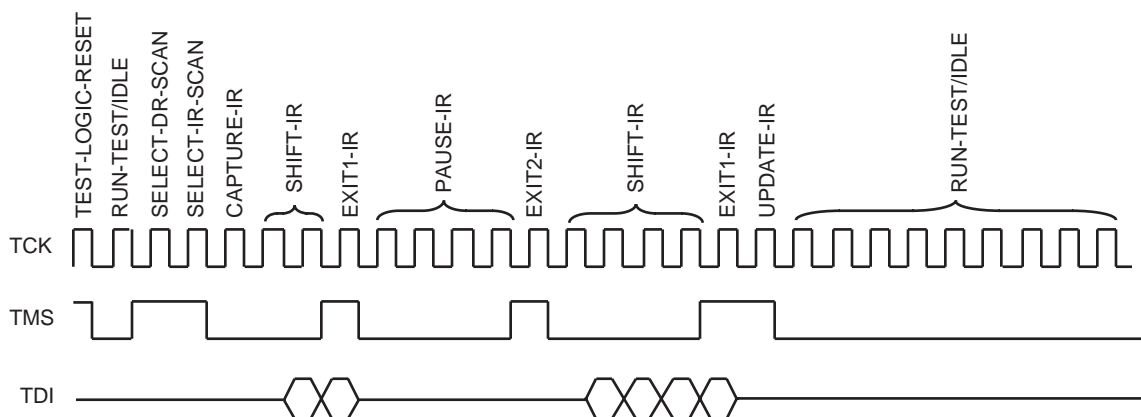 TEST-LOGIC-RESET
RUN-TEST/IDLE
SELECT-DR-SCAN
SELECT-IR-SCAN
CAPTURE-IR
SHIFT-IR
EXIT1-IR
PAUSE-IR
EXIT2-IR
SHIFT-IR
EXIT1-IR
UPDATE-IR
RUN-TEST/IDLE
TCK
TMS
TDI